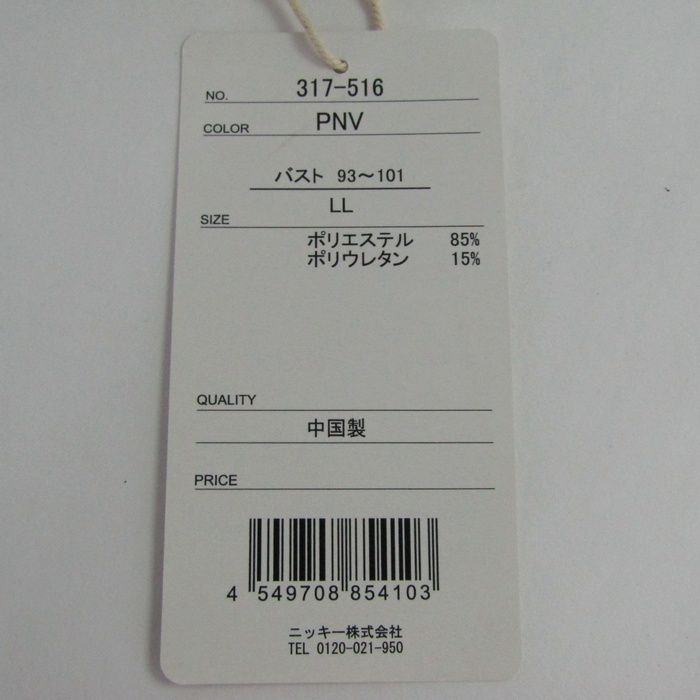 NO. 317-516
COLOR PNV
バスト 93～101
SIZE LL
ポリエステル 85%
ポリウレタン 15%
QUALITY
中国製
PRICE
4 549708 854103
ニッキー株式会社
TEL 0120-021-950